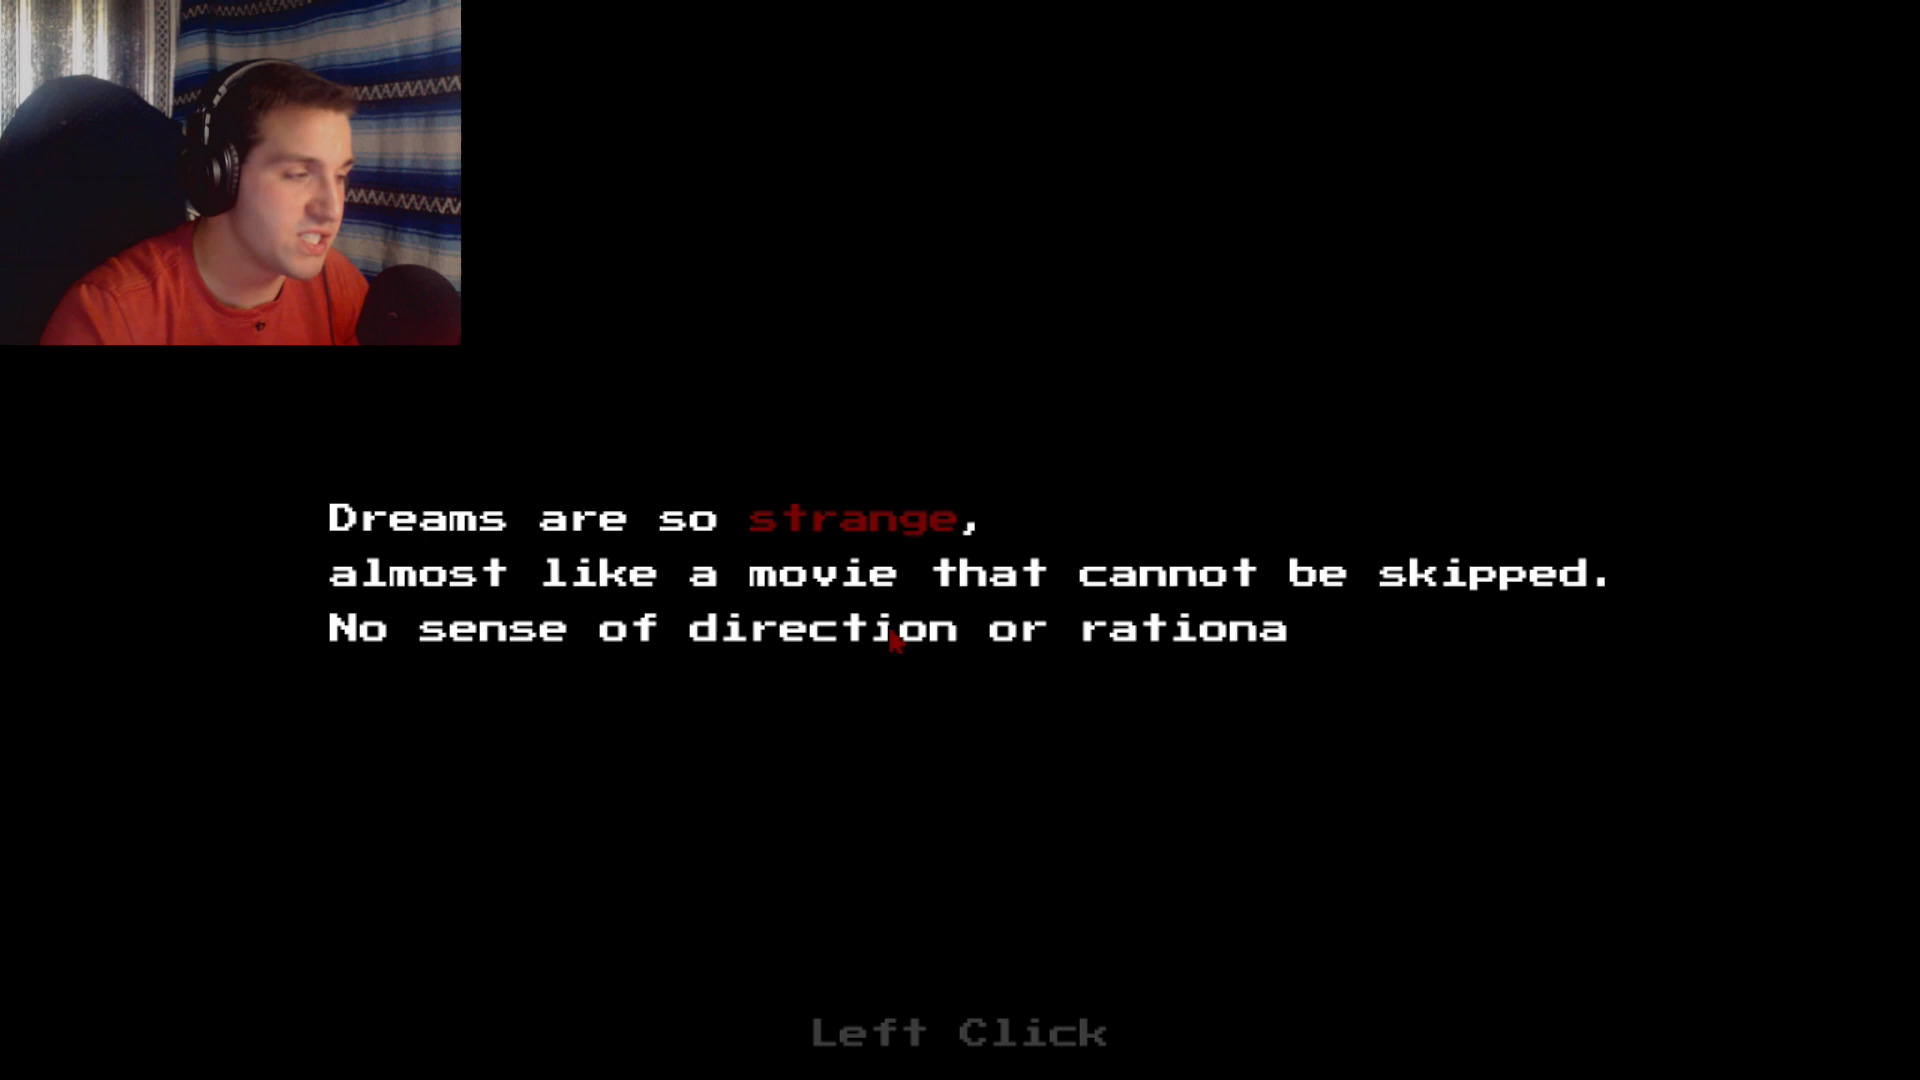 Dreams are so strange,
almost like a movie that cannot be skipped.
No sense of direction or rationa
Left Click